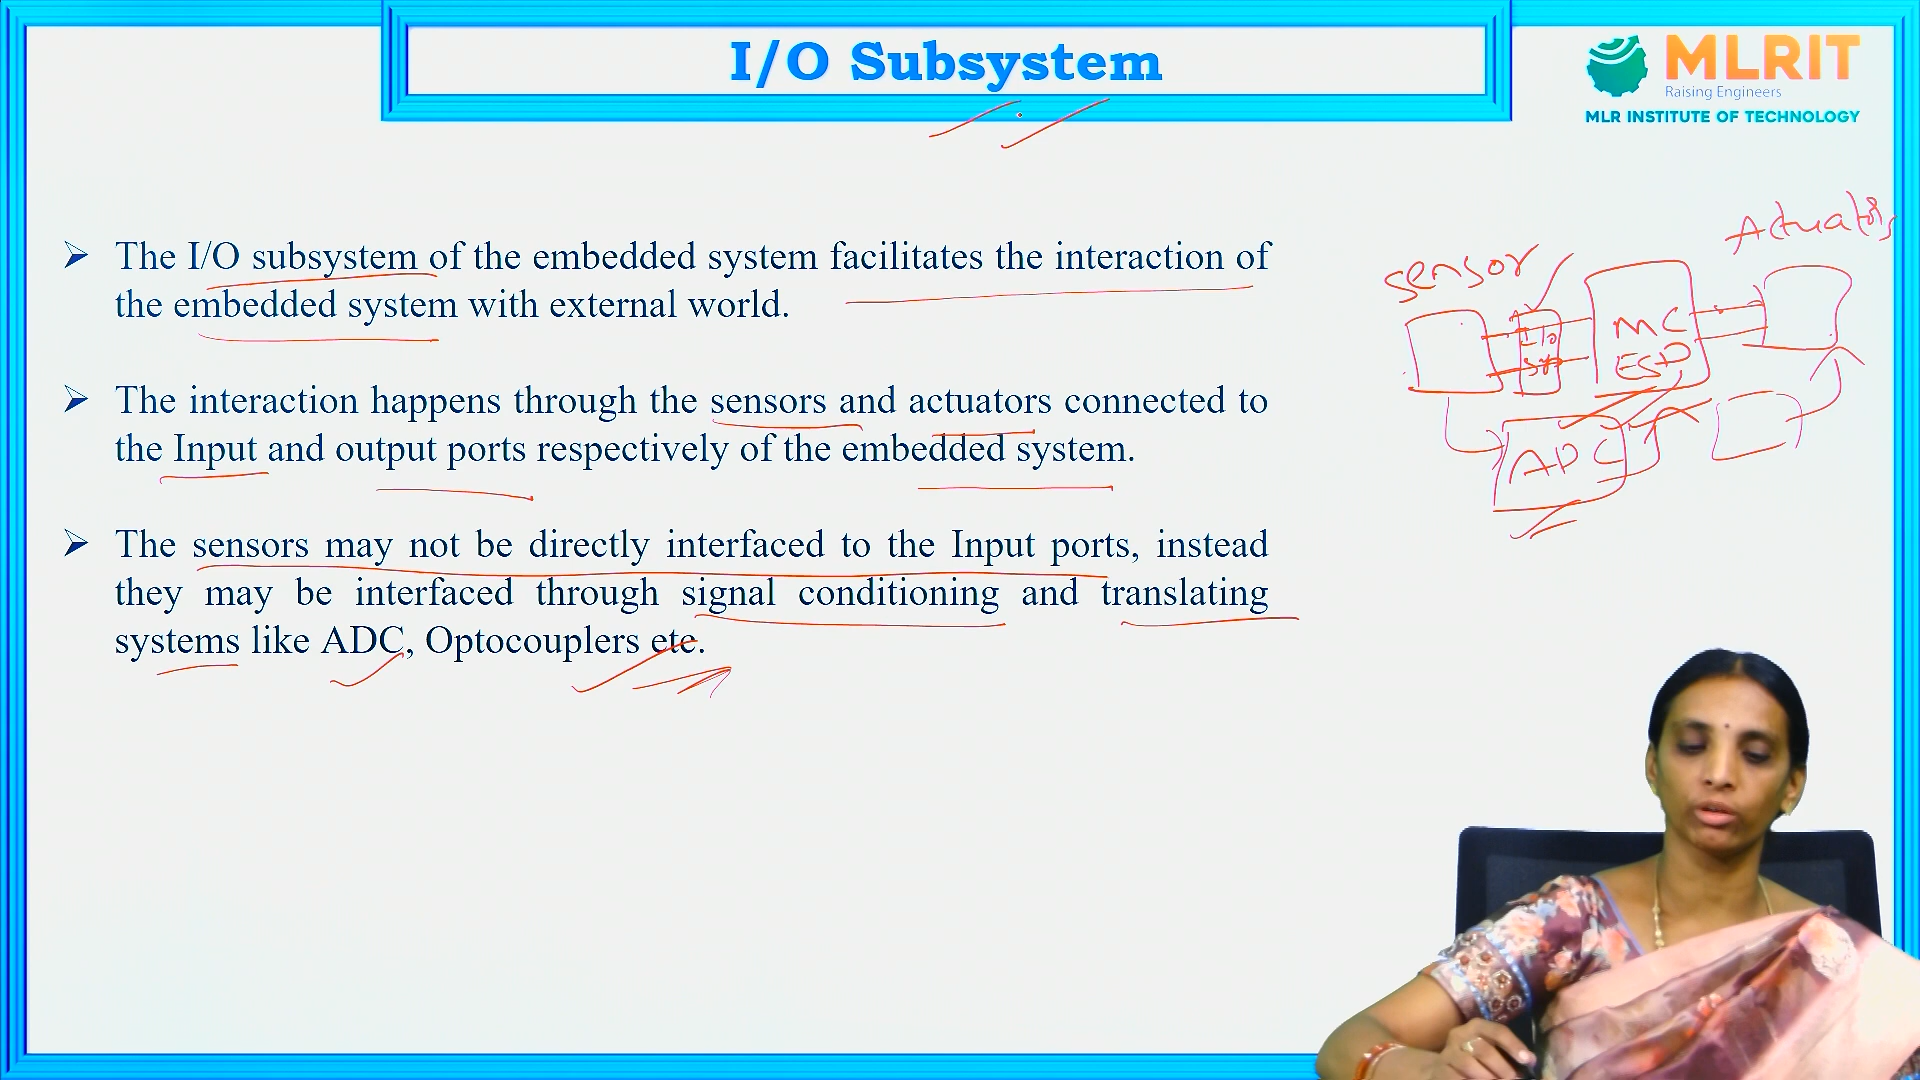 I/O Subsystem
MLRIT
Raising Engineers
MLR INSTITUTE OF TECHNOLOGY
➢ The I/O subsystem of the embedded system facilitates the interaction of
the embedded system with external world.
➢ The interaction happens through the sensors and actuators connected to
the Input and output ports respectively of the embedded system.
➢ The sensors may not be directly interfaced to the Input ports, instead
they may be interfaced through signal conditioning and translating
systems like ADC, Optocouplers etc.
Actuators
sensor
I/O
MC
ESD
ADC